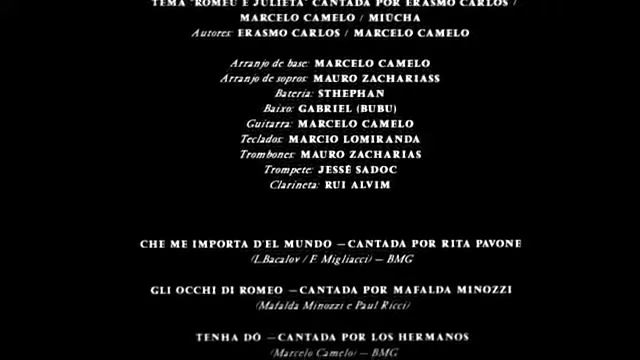 TEMA "ROMEU E JULIETA" CANTADA POR ERASMO CARLOS /
MARCELO CAMELO / MIÚCHA
Autores: ERASMO CARLOS / MARCELO CAMELO
Arranjo de base: MARCELO CAMELO
Arranjo de sopros: MAURO ZACHARIASS
Bateria: STHEPHAN
Baixo: GABRIEL (BUBU)
Guitarra: MARCELO CAMELO
Teclados: MARCIO LOMIRANDA
Trombones: MAURO ZACHARIAS
Trompete: JESSÉ SADOC
Clarineta: RUI ALVIM
CHE ME IMPORTA D'EL MUNDO — CANTADA POR RITA PAVONE
(L.Bacalov / F. Migliacci) — BMG
GLI OCCHI DI ROMEO — CANTADA POR MAFALDA MINOZZI
(Mafalda Minozzi e Paul Ricci)
TENHA DÓ — CANTADA POR LOS HERMANOS
(Marcelo Camelo) — BMG